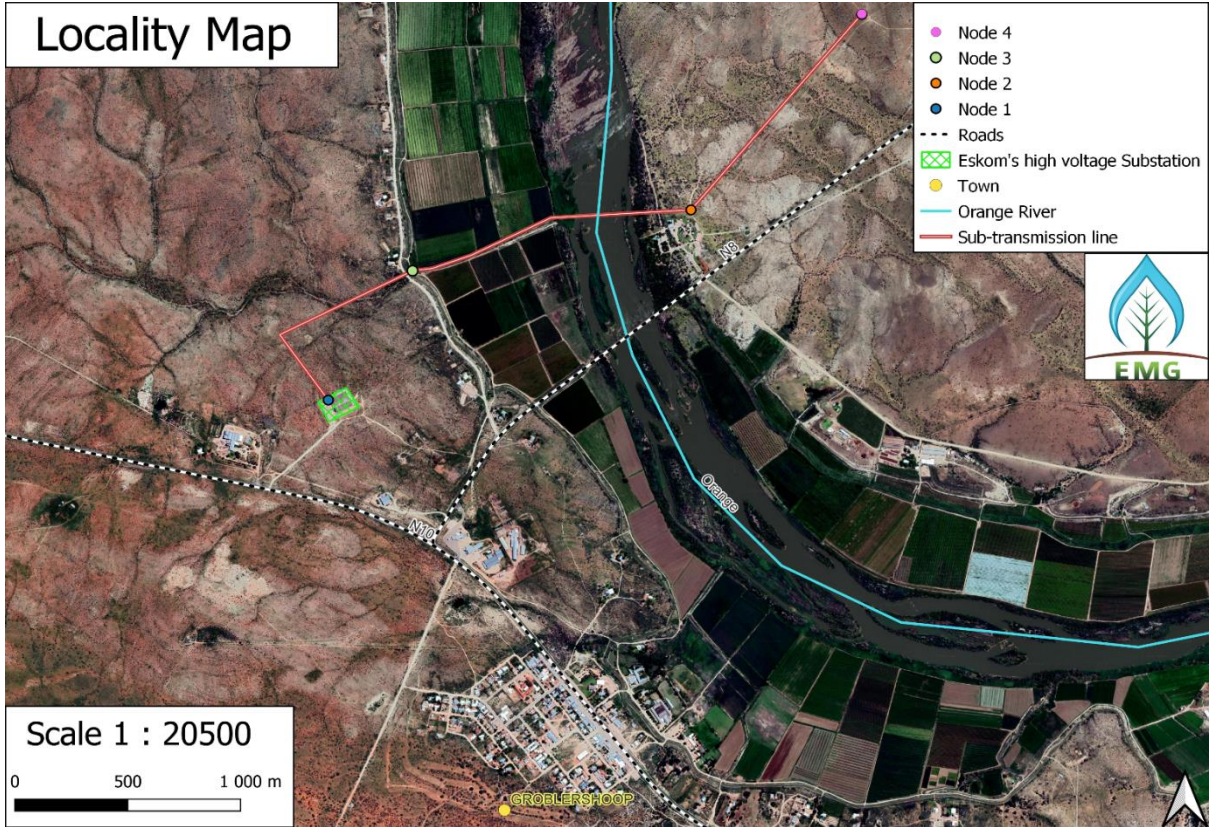 Locality Map
Node 4
Node 3
Node 2
Node 1
Roads
Eskom's high voltage Substation
Town
Orange River
Sub-transmission line
EMG
N8
Orange
N10
GROBLERSHOOP
Scale 1 : 20500
0 500 1 000 m